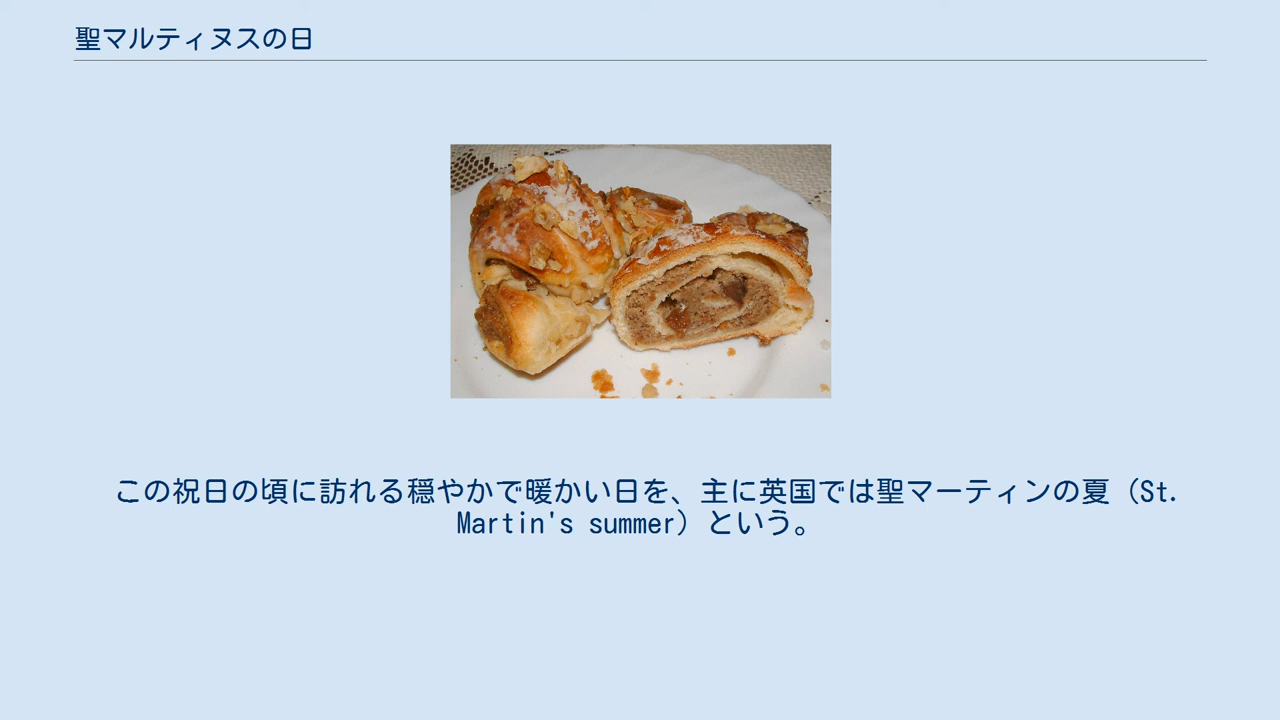 聖マルティヌスの日
この祝日の頃に訪れる穏やかで暖かい日を、主に英国では聖マーティンの夏（St.
Martin's summer）という。